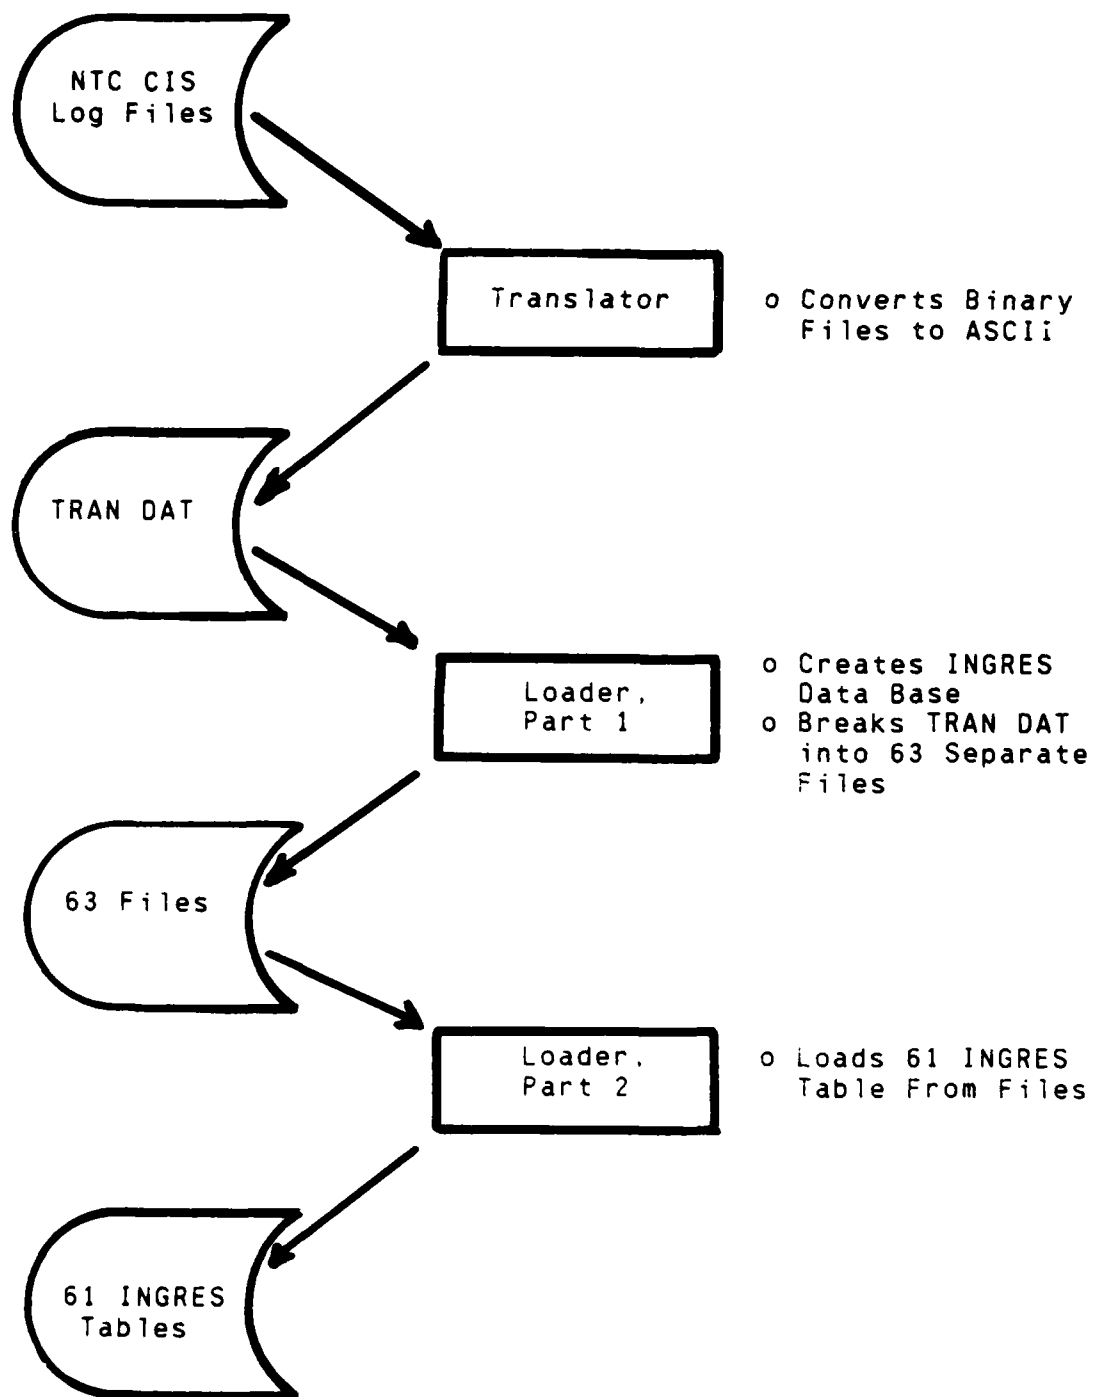 NTC CIS
Log Files
Translator
o Converts Binary
Files to ASCIi
TRAN DAT
Loader,
Part 1
o Creates INGRES
Data Base
o Breaks TRAN DAT
into 63 Separate
Files
63 Files
Loader,
Part 2
o Loads 61 INGRES
Table From Files
61 INGRES
Tables